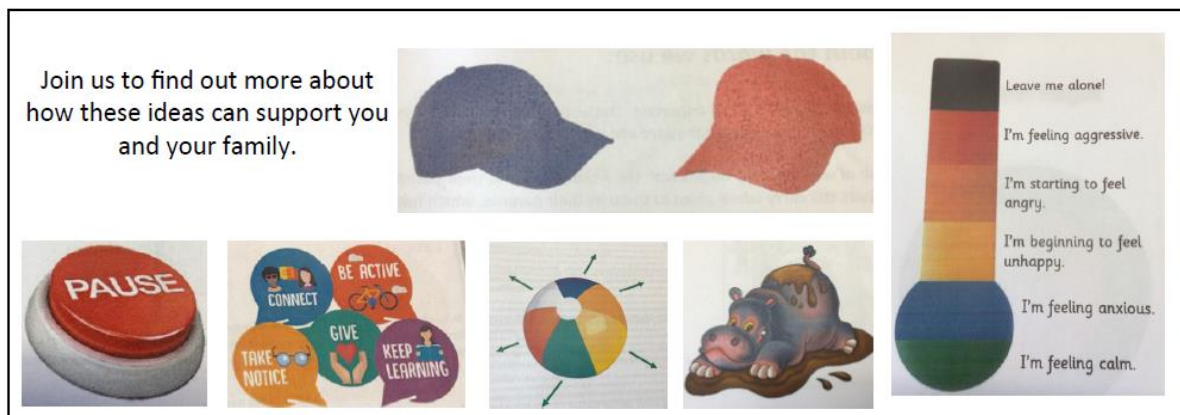 Join us to find out more about
how these ideas can support you
and your family.
Leave me alone!
I'm feeling aggressive.
I'm starting to feel
angry.
I'm beginning to feel
unhappy.
I'm feeling anxious.
I'm feeling calm.
PAUSE
CONNECT
BE ACTIVE
TAKE
NOTICE
GIVE
KEEP
LEARNING